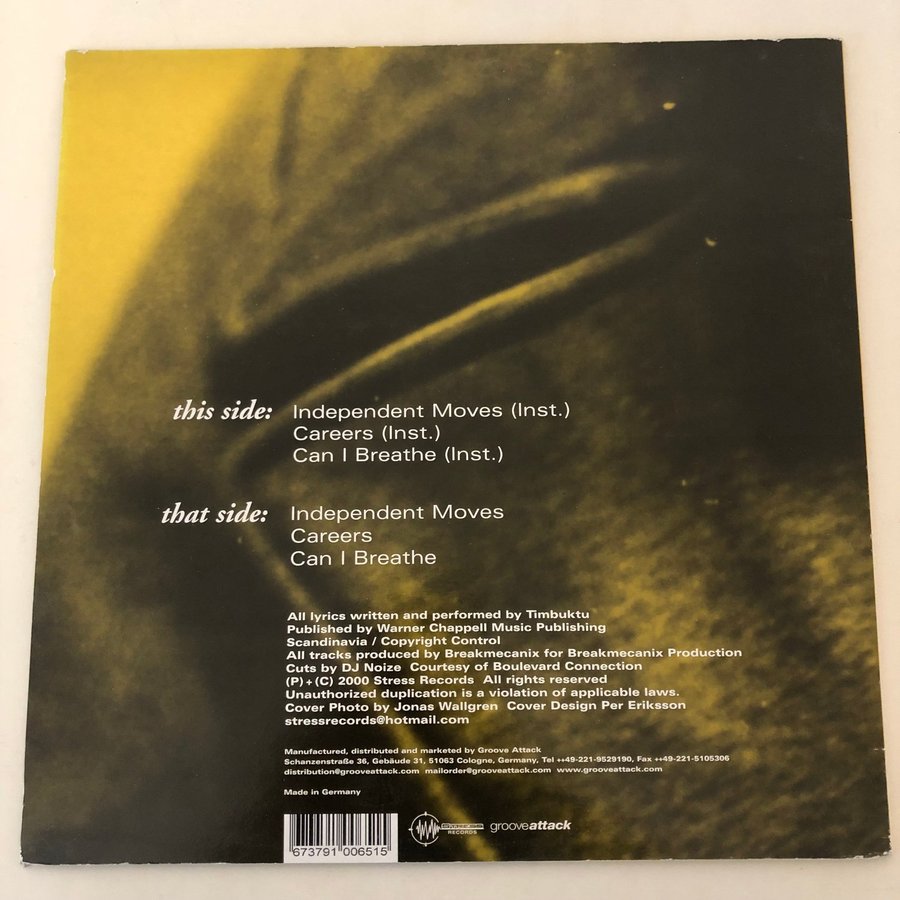 this side: Independent Moves (Inst.)
Careers (Inst.)
Can I Breathe (Inst.)
that side: Independent Moves
Careers
Can I Breathe
All lyrics written and performed by Timbuktu
Published by Warner Chappell Music Publishing
Scandinavia / Copyright Control
All tracks produced by Breakmecanix for Breakmecanix Production
Cuts by DJ Noize Courtesy of Boulevard Connection
(P)+(C) 2000 Stress Records All rights reserved
Unauthorized duplication is a violation of applicable laws.
Cover Photo by Jonas Wallgren Cover Design Per Eriksson
stressrecords@hotmail.com
Manufactured, distributed and marketed by Groove Attack
Schanzenstraße 36, Gebäude 31, 51063 Cologne, Germany, Tel ++49-221-9529190, Fax ++49-221-5105306
distribution@grooveattack.com mailorder@grooveattack.com www.grooveattack.com
Made in Germany
673791 006515
STRESS RECORDS
grooveattack